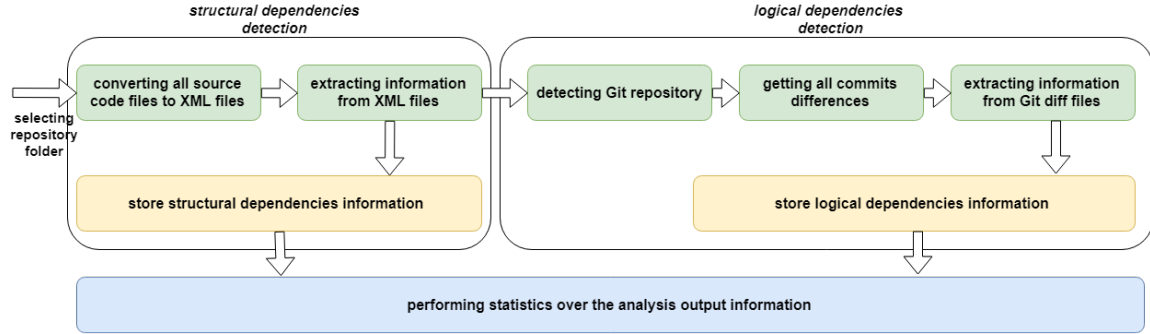 structural dependencies
detection
logical dependencies
detection
converting all source
code files to XML files
extracting information
from XML files
detecting Git repository
getting all commits
differences
extracting information
from Git diff files
selecting
repository
folder
store structural dependencies information
store logical dependencies information
performing statistics over the analysis output information